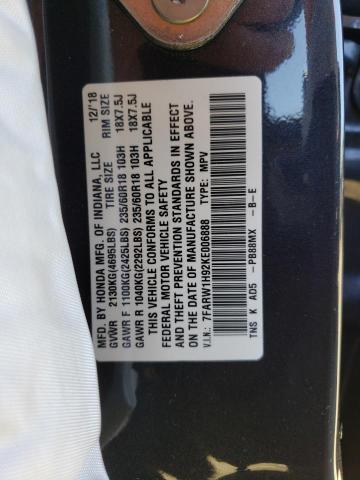 MFD. BY HONDA MFG. OF INDIANA, LLC 12/'18
GVWR 2130KG(4695LBS) TIRE SIZE RIM SIZE
GAWR F 1100KG(2425LBS) 235/60R18 103H 18X7.5J
GAWR R 1040KG(2292LBS) 235/60R18 103H 18X7.5J
THIS VEHICLE CONFORMS TO ALL APPLICABLE
FEDERAL MOTOR VEHICLE SAFETY
AND THEFT PREVENTION STANDARDS IN EFFECT
ON THE DATE OF MANUFACTURE SHOWN ABOVE.
V.I.N.: 7FARW1H92KE006888 TYPE: MPV
TNS K AD5 -PB88MX -B-E